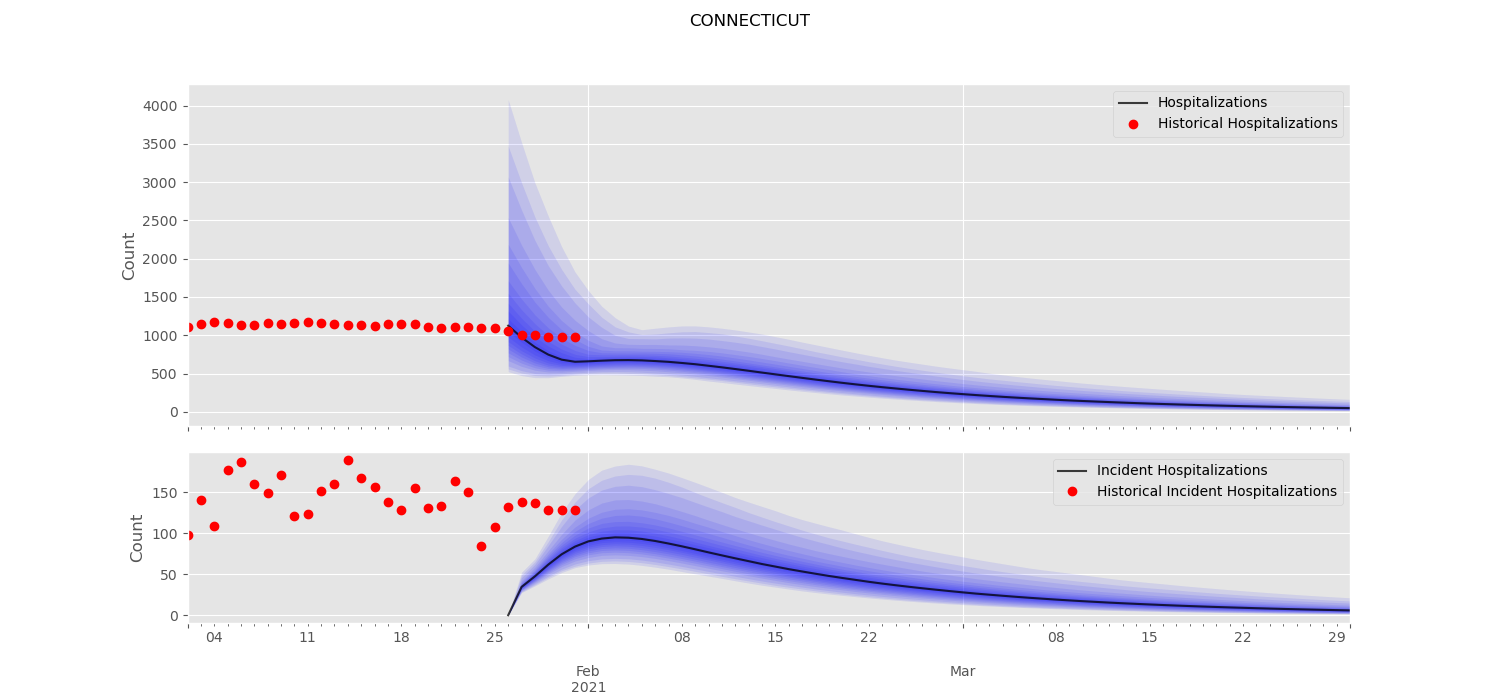 CONNECTICUT
4000
3500
3000
2500
2000
1500
1000
500
0
Count
Hospitalizations
Historical Hospitalizations
150
100
50
0
Count
Incident Hospitalizations
Historical Incident Hospitalizations
04 11 18 25 08 15 22 08 15 22 29
Feb Mar
2021